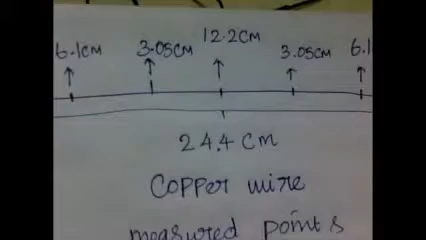 6.1CM 3.05CM 12.2CM 3.05CM 6.1
24.4 CM
COPPER wire
measured points